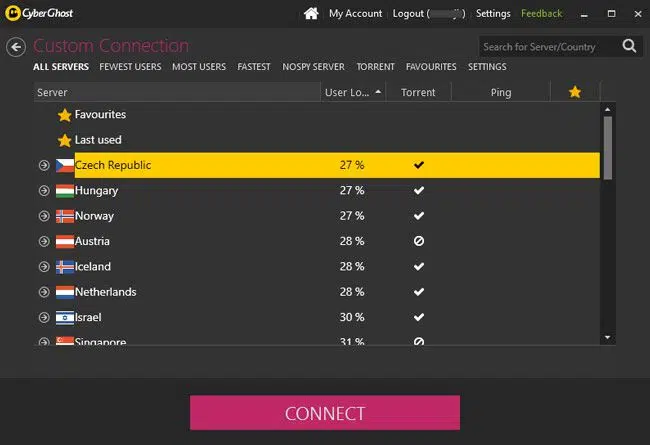 CyberGhost
My Account Logout ( ) Settings Feedback
Custom Connection
Search for Server/Country
ALL SERVERS FEWEST USERS MOST USERS FASTEST NOSPY SERVER TORRENT FAVOURITES SETTINGS
Server User Lo... Torrent Ping
Favourites
Last used
Czech Republic 27 %
Hungary 27 %
Norway 27 %
Austria 28 %
Iceland 28 %
Netherlands 28 %
Israel 30 %
Singapore 31 %
CONNECT